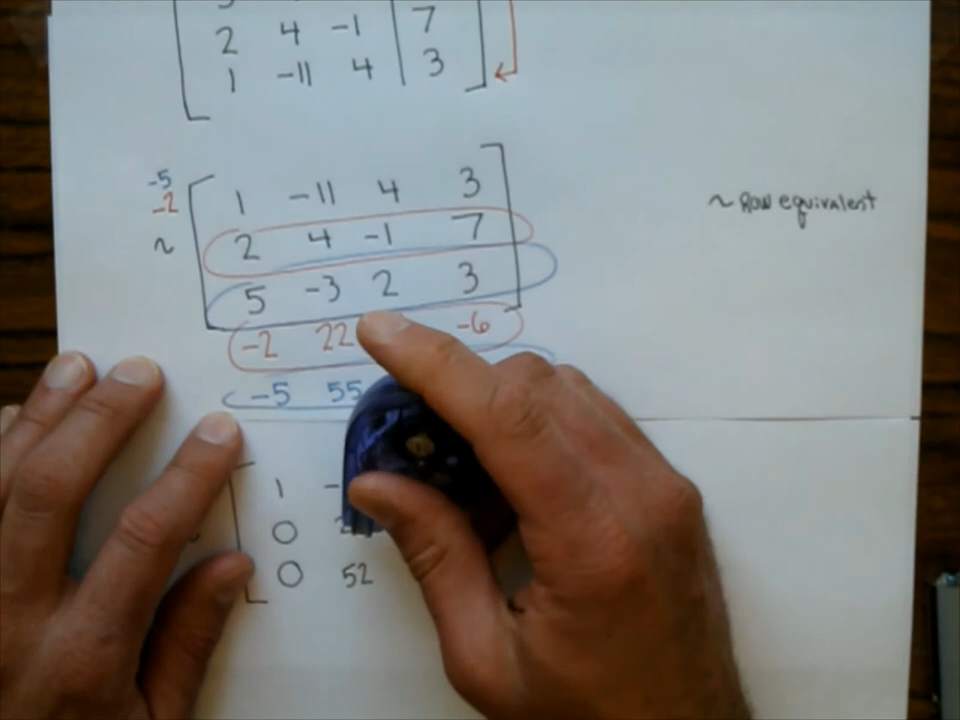 2 4 -1 7
1 -11 4 3
-5
-2
1 -11 4 3
~ Row equivalent
~
2 4 -1 7
5 -3 2 3
-2 22 -6
-5 55
1 -
0
0 52